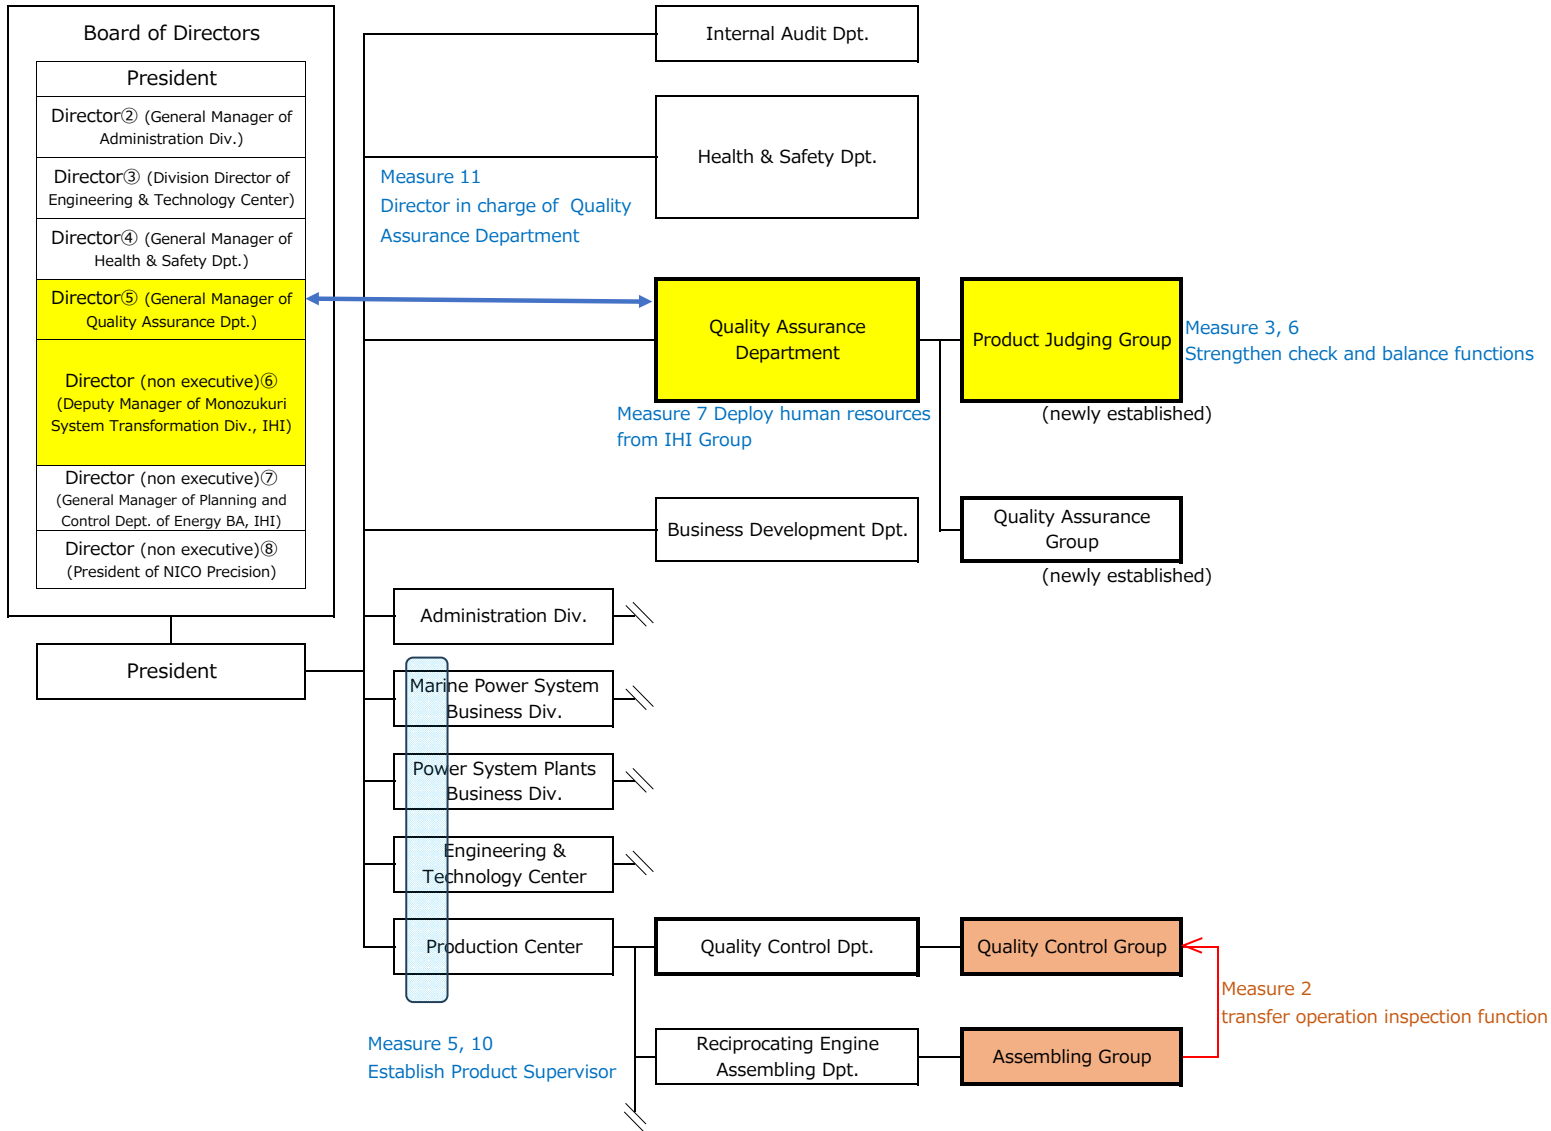 Board of Directors
President
Director② (General Manager of
Administration Div.)
Director③ (Division Director of
Engineering & Technology Center)
Director④ (General Manager of
Health & Safety Dpt.)
Director⑤ (General Manager of
Quality Assurance Dpt.)
Director (non executive)⑥
(Deputy Manager of Monozukuri
System Transformation Div., IHI)
Director (non executive)⑦
(General Manager of Planning and
Control Dept. of Energy BA, IHI)
Director (non executive)⑧
(President of NICO Precision)
President
Internal Audit Dpt.
Health & Safety Dpt.
Measure 11
Director in charge of Quality
Assurance Department
Quality Assurance
Department
Product Judging Group
Measure 3, 6
Strengthen check and balance functions
Measure 7 Deploy human resources
from IHI Group
(newly established)
Business Development Dpt.
Quality Assurance
Group
(newly established)
Administration Div.
Marine Power System
Business Div.
Power System Plants
Business Div.
Engineering &
Technology Center
Production Center
Quality Control Dpt.
Quality Control Group
Measure 2
transfer operation inspection function
Measure 5, 10
Establish Product Supervisor
Reciprocating Engine
Assembling Dpt.
Assembling Group